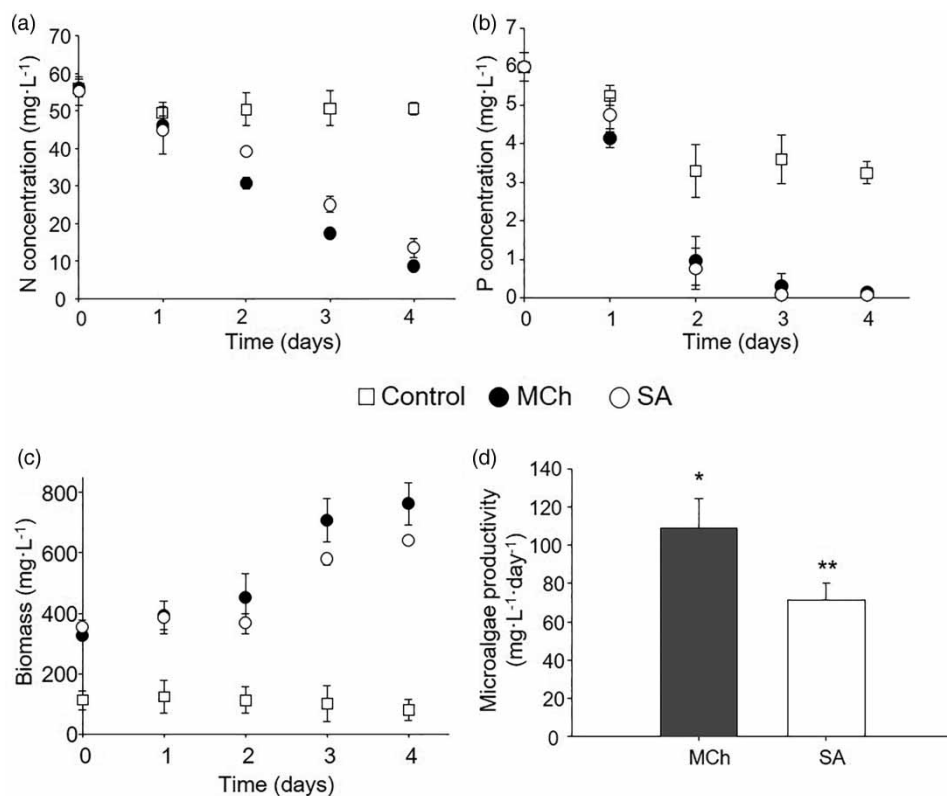 (a)
70
60
50
40
30
20
10
0
N concentration (mg·L⁻¹)
0 1 2 3 4
Time (days)
(b)
6
5
4
3
2
1
0
P concentration (mg·L⁻¹)
0 1 2 3 4
Time (days)
Control MCh SA
(c)
800
600
400
200
0
Biomass (mg·L⁻¹)
0 1 2 3 4
Time (days)
(d)
140
120
100
80
60
40
20
0
Microalgae productivity
(mg·L⁻¹·day⁻¹)
*
**
MCh SA